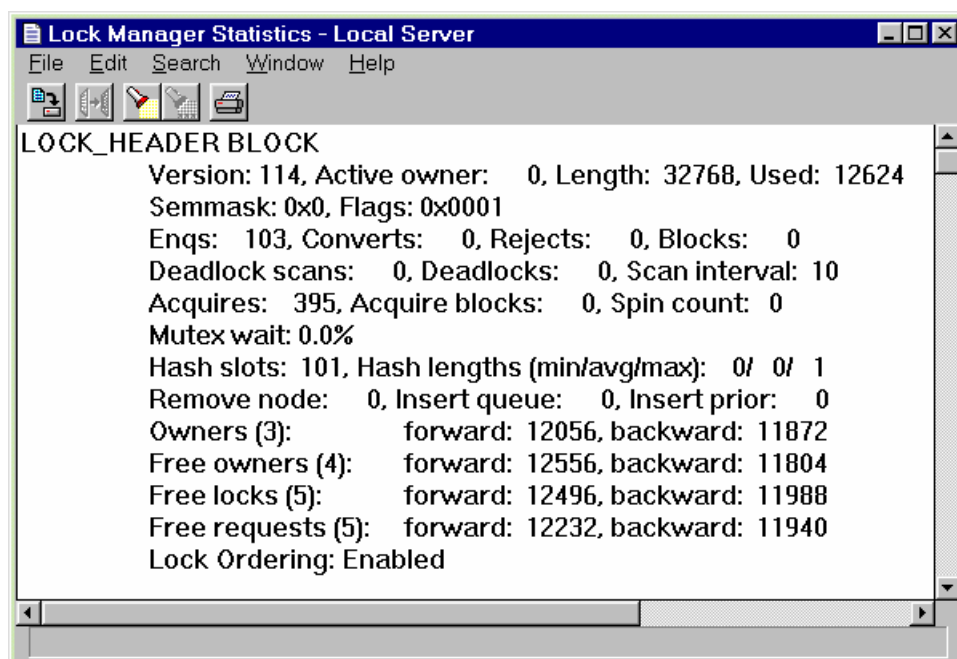 Lock Manager Statistics - Local Server
File Edit Search Window Help
LOCK_HEADER BLOCK
Version: 114, Active owner: 0, Length: 32768, Used: 12624
Semmask: 0x0, Flags: 0x0001
Enqs: 103, Converts: 0, Rejects: 0, Blocks: 0
Deadlock scans: 0, Deadlocks: 0, Scan interval: 10
Acquires: 395, Acquire blocks: 0, Spin count: 0
Mutex wait: 0.0%
Hash slots: 101, Hash lengths (min/avg/max): 0/ 0/ 1
Remove node: 0, Insert queue: 0, Insert prior: 0
Owners (3): forward: 12056, backward: 11872
Free owners (4): forward: 12556, backward: 11804
Free locks (5): forward: 12496, backward: 11988
Free requests (5): forward: 12232, backward: 11940
Lock Ordering: Enabled